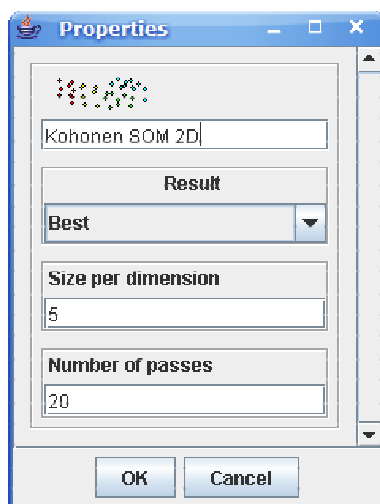 Properties
Kohonen SOM 2D
Result
Best
Size per dimension
5
Number of passes
20
OK Cancel